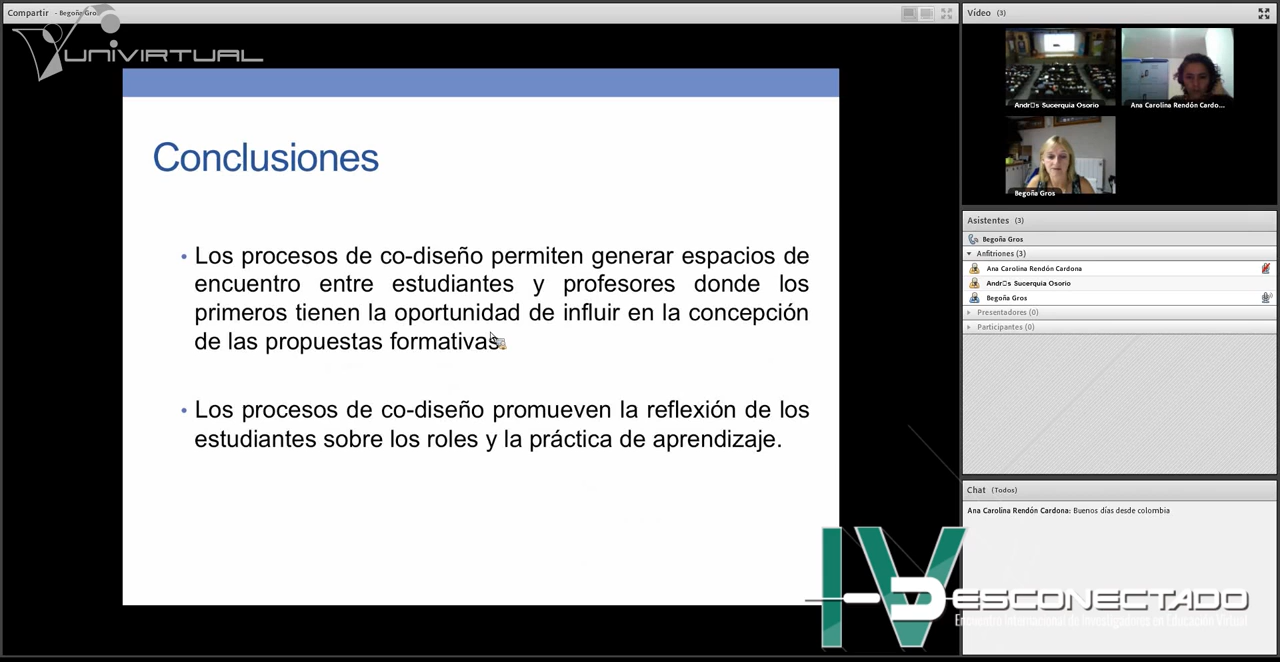 Compartir - Begoña Gros
UNIVIRTUAL
Conclusiones
• Los procesos de co-diseño permiten generar espacios de
encuentro entre estudiantes y profesores donde los
primeros tienen la oportunidad de influir en la concepción
de las propuestas formativas.
• Los procesos de co-diseño promueven la reflexión de los
estudiantes sobre los roles y la práctica de aprendizaje.
Vídeo (3)
Andr□s Sucerquia Osorio
Ana Carolina Rendón Cardo...
Begoña Gros
Asistentes (3)
Begoña Gros
Anfitriones (3)
Ana Carolina Rendón Cardona
Andr□s Sucerquia Osorio
Begoña Gros
Presentadores (0)
Participantes (0)
Chat (Todos)
Ana Carolina Rendón Cardona: Buenos días desde colombia
IV
DESCONECTADO
Encuentro Internacional de Investigadores en Educación Virtual